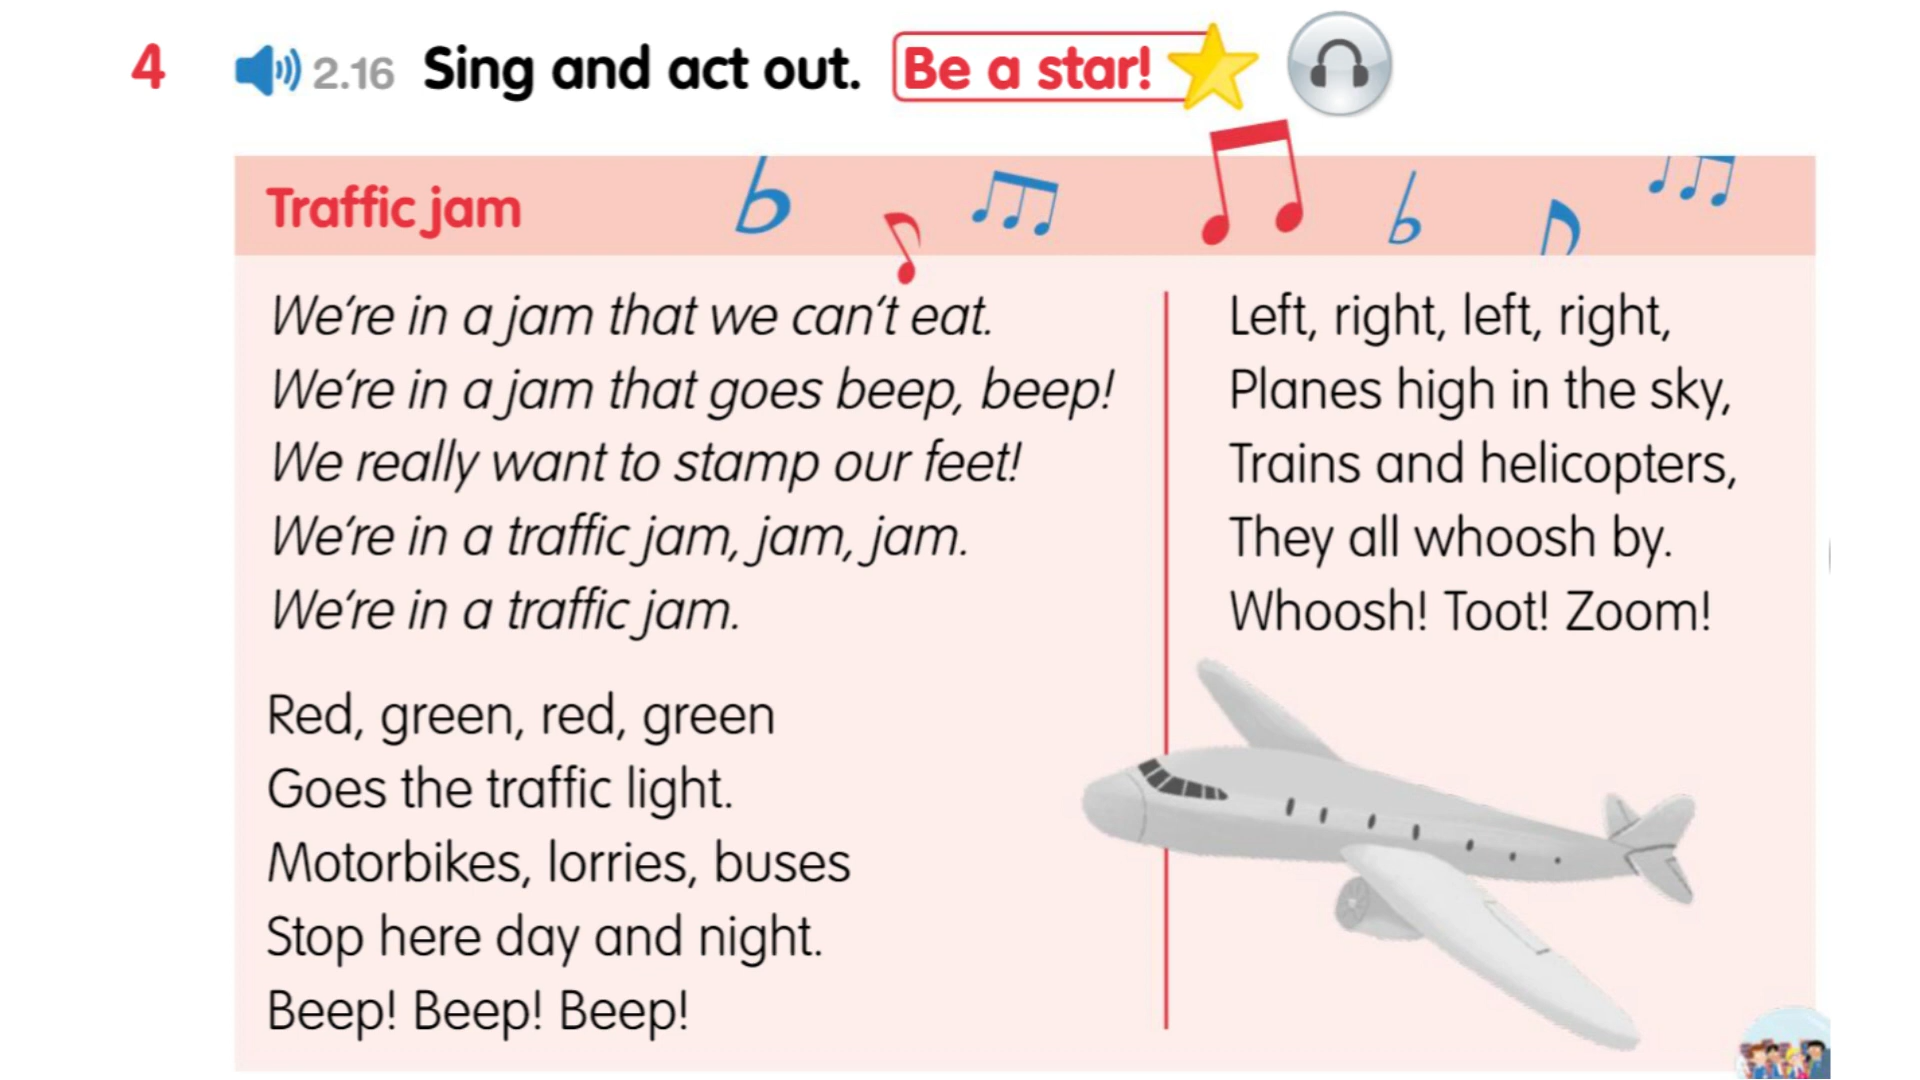 4 2.16 Sing and act out. Be a star!
Traffic jam
We're in a jam that we can't eat.
We're in a jam that goes beep, beep!
We really want to stamp our feet!
We're in a traffic jam, jam, jam.
We're in a traffic jam.
Red, green, red, green
Goes the traffic light.
Motorbikes, lorries, buses
Stop here day and night.
Beep! Beep! Beep!
Left, right, left, right,
Planes high in the sky,
Trains and helicopters,
They all whoosh by.
Whoosh! Toot! Zoom!